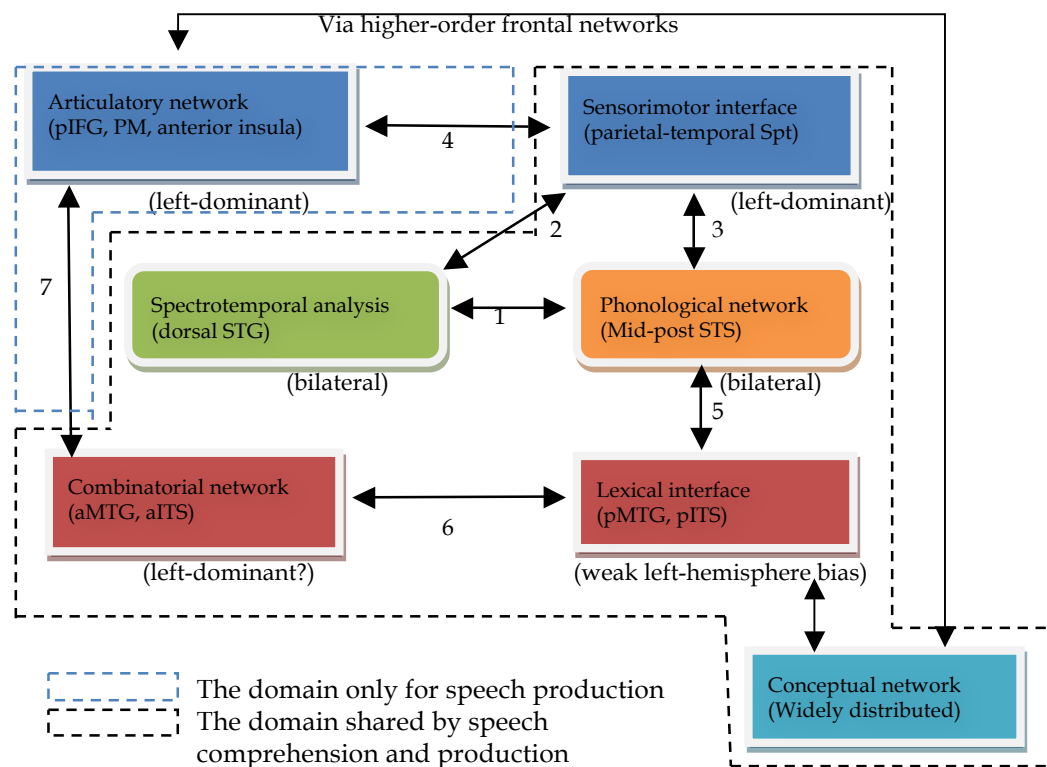 Via higher-order frontal networks
Articulatory network
(pIFG, PM, anterior insula)
(left-dominant)
4
Sensorimotor interface
(parietal-temporal Spt)
(left-dominant)
2
3
7
Spectrotemporal analysis
(dorsal STG)
(bilateral)
1
Phonological network
(Mid-post STS)
(bilateral)
5
Combinatorial network
(aMTG, aITS)
(left-dominant?)
6
Lexical interface
(pMTG, pITS)
(weak left-hemisphere bias)
Conceptual network
(Widely distributed)
The domain only for speech production
The domain shared by speech
comprehension and production